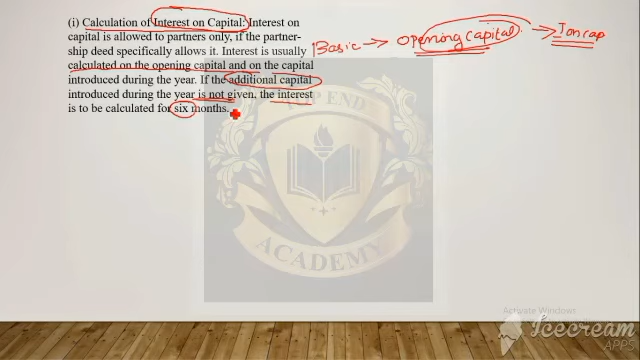 (i) Calculation of Interest on Capital: Interest on
capital is allowed to partners only, if the partner-
ship deed specifically allows it. Interest is usually
calculated on the opening capital and on the capital
introduced during the year. If the additional capital
introduced during the year is not given, the interest
is to be calculated for six months.
Basic → opening capital → I on cap
TOP END
ACADEMY
Activate Windows
Icecream
APPS